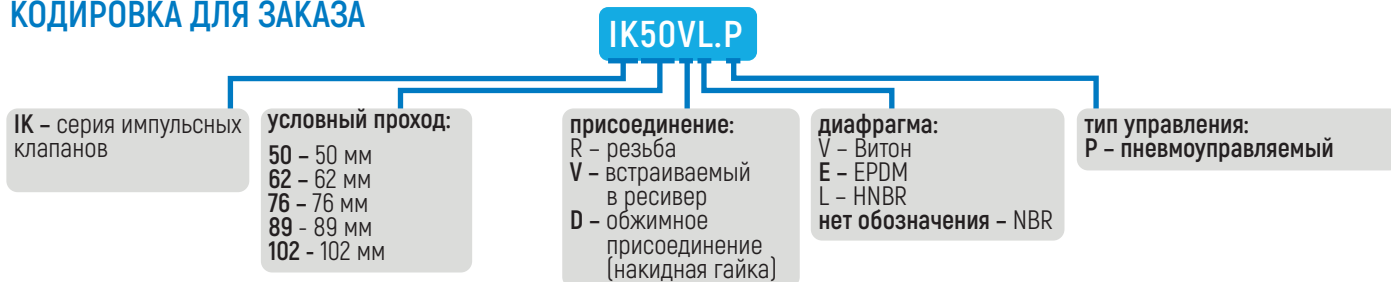 КОДИРОВКА ДЛЯ ЗАКАЗА
IK50VL.P
IK – серия импульсных
клапанов
условный проход:
50 – 50 мм
62 – 62 мм
76 – 76 мм
89 - 89 мм
102 - 102 мм
присоединение:
R – резьба
V – встраиваемый
в ресивер
D – обжимное
присоединение
(накидная гайка)
диафрагма:
V – Витон
E – EPDM
L – HNBR
нет обозначения – NBR
тип управления:
P – пневмоуправляемый